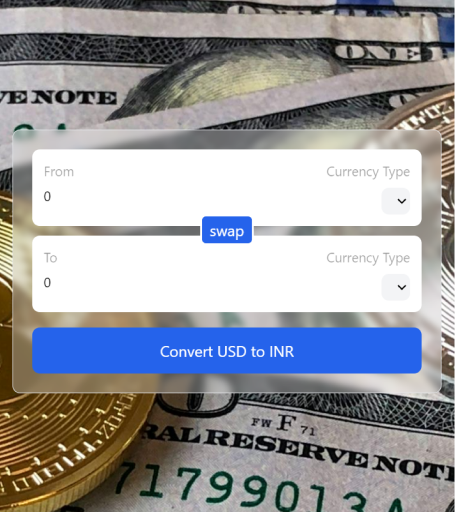 ONE
VE NOTE
From
Currency Type
0
swap
To
Currency Type
0
Convert USD to INR
FW F 71
RAL RESERVE NOTE
71799013A